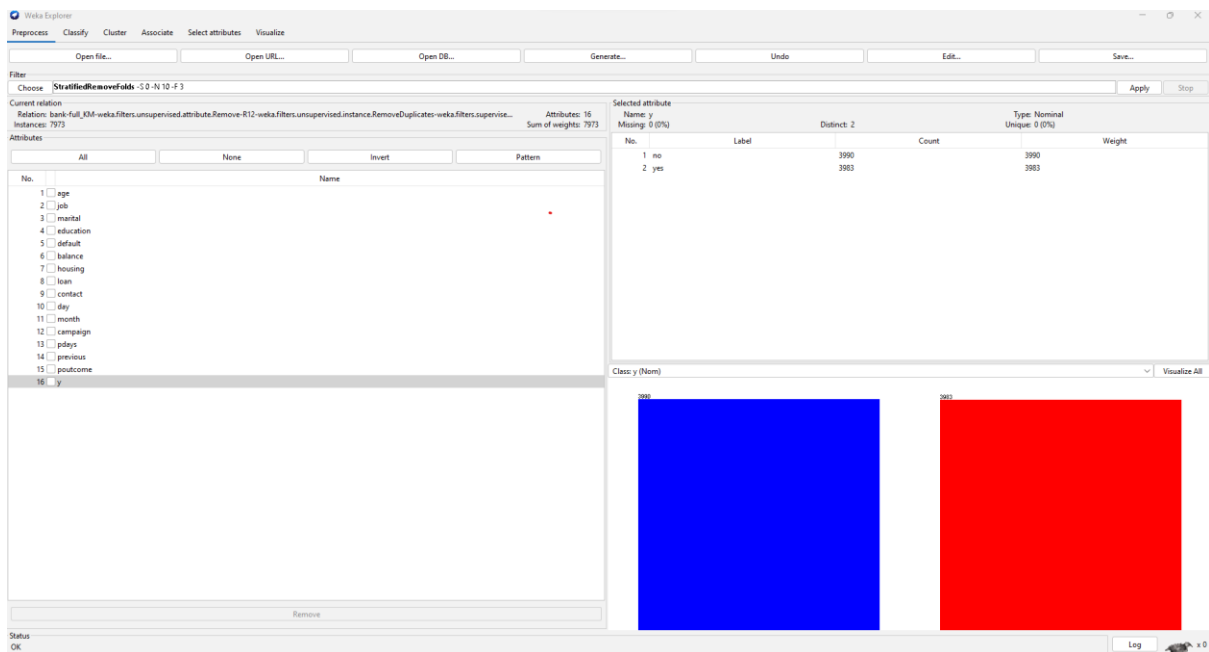 Weka Explorer
Preprocess Classify Cluster Associate Select attributes Visualize
Open file... Open URL... Open DB... Generate... Undo Edit... Save...
Filter
Choose StratifiedRemoveFolds -S 0 -N 10 -F 3 Apply Stop
Current relation
Relation: bank-full_KM-weka.filters.unsupervised.attribute.Remove-R12-weka.filters.unsupervised.instance.RemoveDuplicates-weka.filters.supervise... Attributes: 16
Instances: 7973 Sum of weights: 7973
Attributes
All None Invert Pattern
No. Name
1 age
2 job
3 marital
4 education
5 default
6 balance
7 housing
8 loan
9 contact
10 day
11 month
12 campaign
13 pdays
14 previous
15 poutcome
16 y
Remove
Selected attribute
Name: y Type: Nominal
Missing: 0 (0%) Distinct: 2 Unique: 0 (0%)
No. Label Count Weight
1 no 3990 3990
2 yes 3983 3983
Class: y (Nom) Visualize All
3990 3983
Status
OK Log x 0